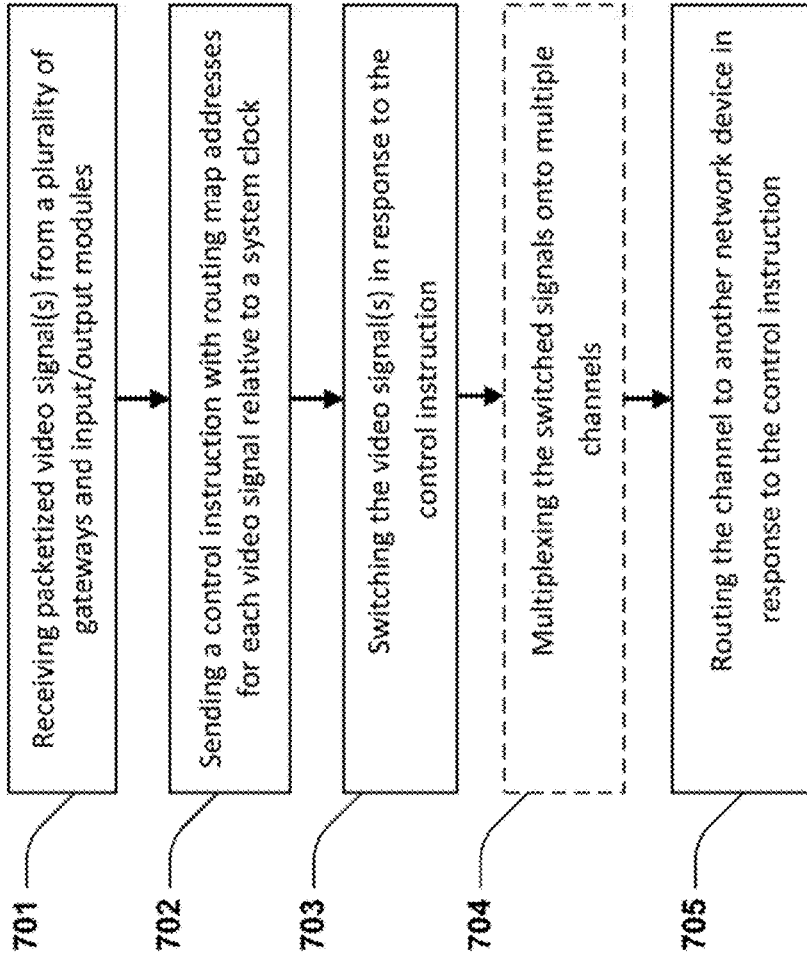 701
Receiving packetized video signal(s) from a plurality of
gateways and input/output modules
702
Sending a control instruction with routing map addresses
for each video signal relative to a system clock
703
Switching the video signal(s) in response to the
control instruction
704
Multiplexing the switched signals onto multiple
channels
705
Routing the channel to another network device in
response to the control instruction